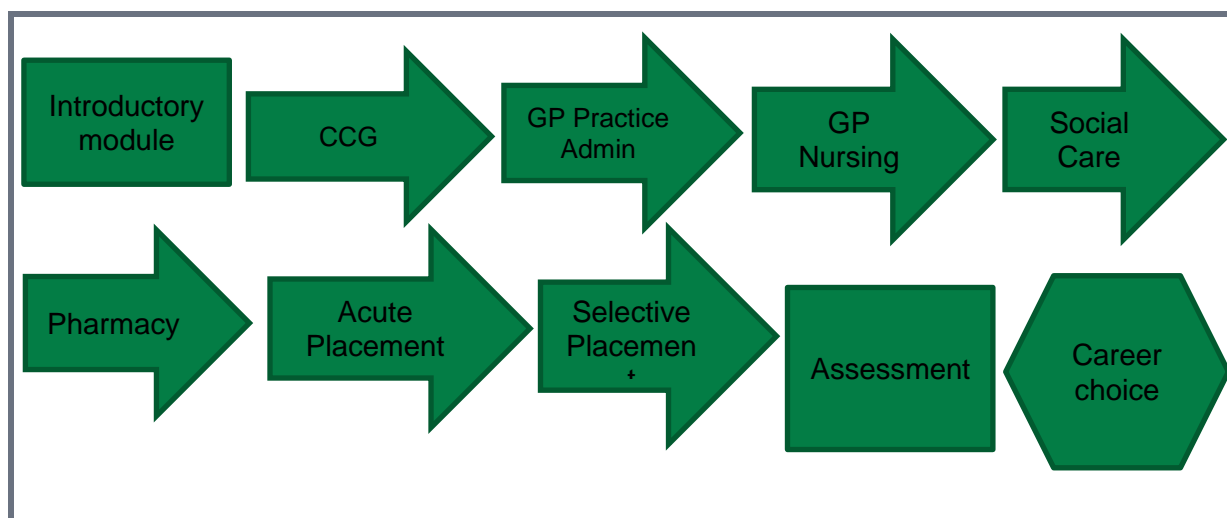 Introductory
module
CCG
GP Practice
Admin
GP
Nursing
Social
Care
Pharmacy
Acute
Placement
Selective
Placemen
t
Assessment
Career
choice